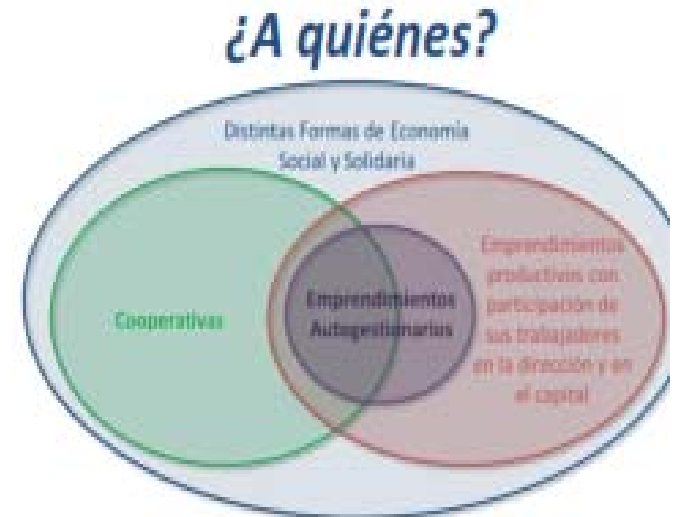 ¿A quiénes?
Distintas Formas de Economía
Social y Solidaria
Cooperativas
Emprendimientos
Autogestionarios
Emprendimientos
productivos con
participación de
sus trabajadores
en la dirección y en
el capital